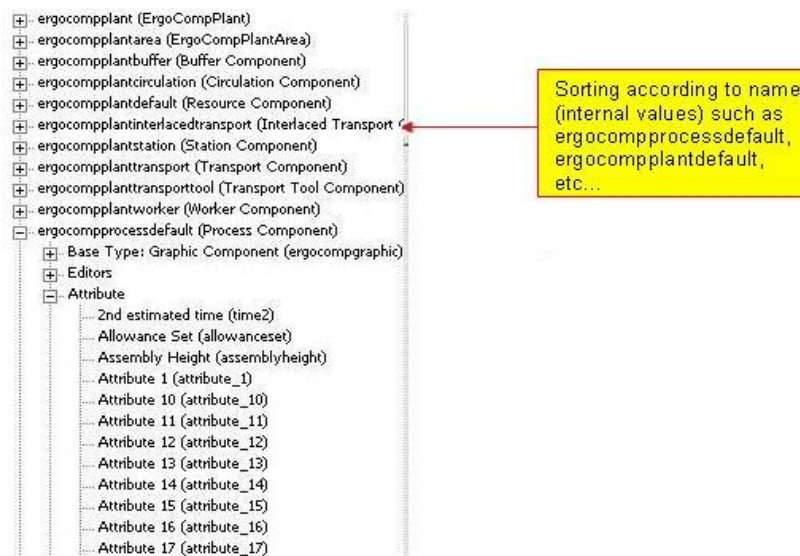 ergocompplant (ErgoCompPlant)
ergocompplantarea (ErgoCompPlantArea)
ergocompplantbuffer (Buffer Component)
ergocompplantcirculation (Circulation Component)
ergocompplantdefault (Resource Component)
ergocompplantinterlacedtransport (Interlaced Transport
ergocompplantstation (Station Component)
ergocompplanttransport (Transport Component)
ergocompplanttransporttool (Transport Tool Component)
ergocompplantworker (Worker Component)
ergocompprocessdefault (Process Component)
Base Type: Graphic Component (ergocompgraphic)
Editors
Attribute
2nd estimated time (time2)
Allowance Set (allowanceset)
Assembly Height (assemblyheight)
Attribute 1 (attribute_1)
Attribute 10 (attribute_10)
Attribute 11 (attribute_11)
Attribute 12 (attribute_12)
Attribute 13 (attribute_13)
Attribute 14 (attribute_14)
Attribute 15 (attribute_15)
Attribute 16 (attribute_16)
Attribute 17 (attribute_17)
Sorting according to name
(internal values) such as
ergocompprocessdefault,
ergocompplantdefault,
etc...